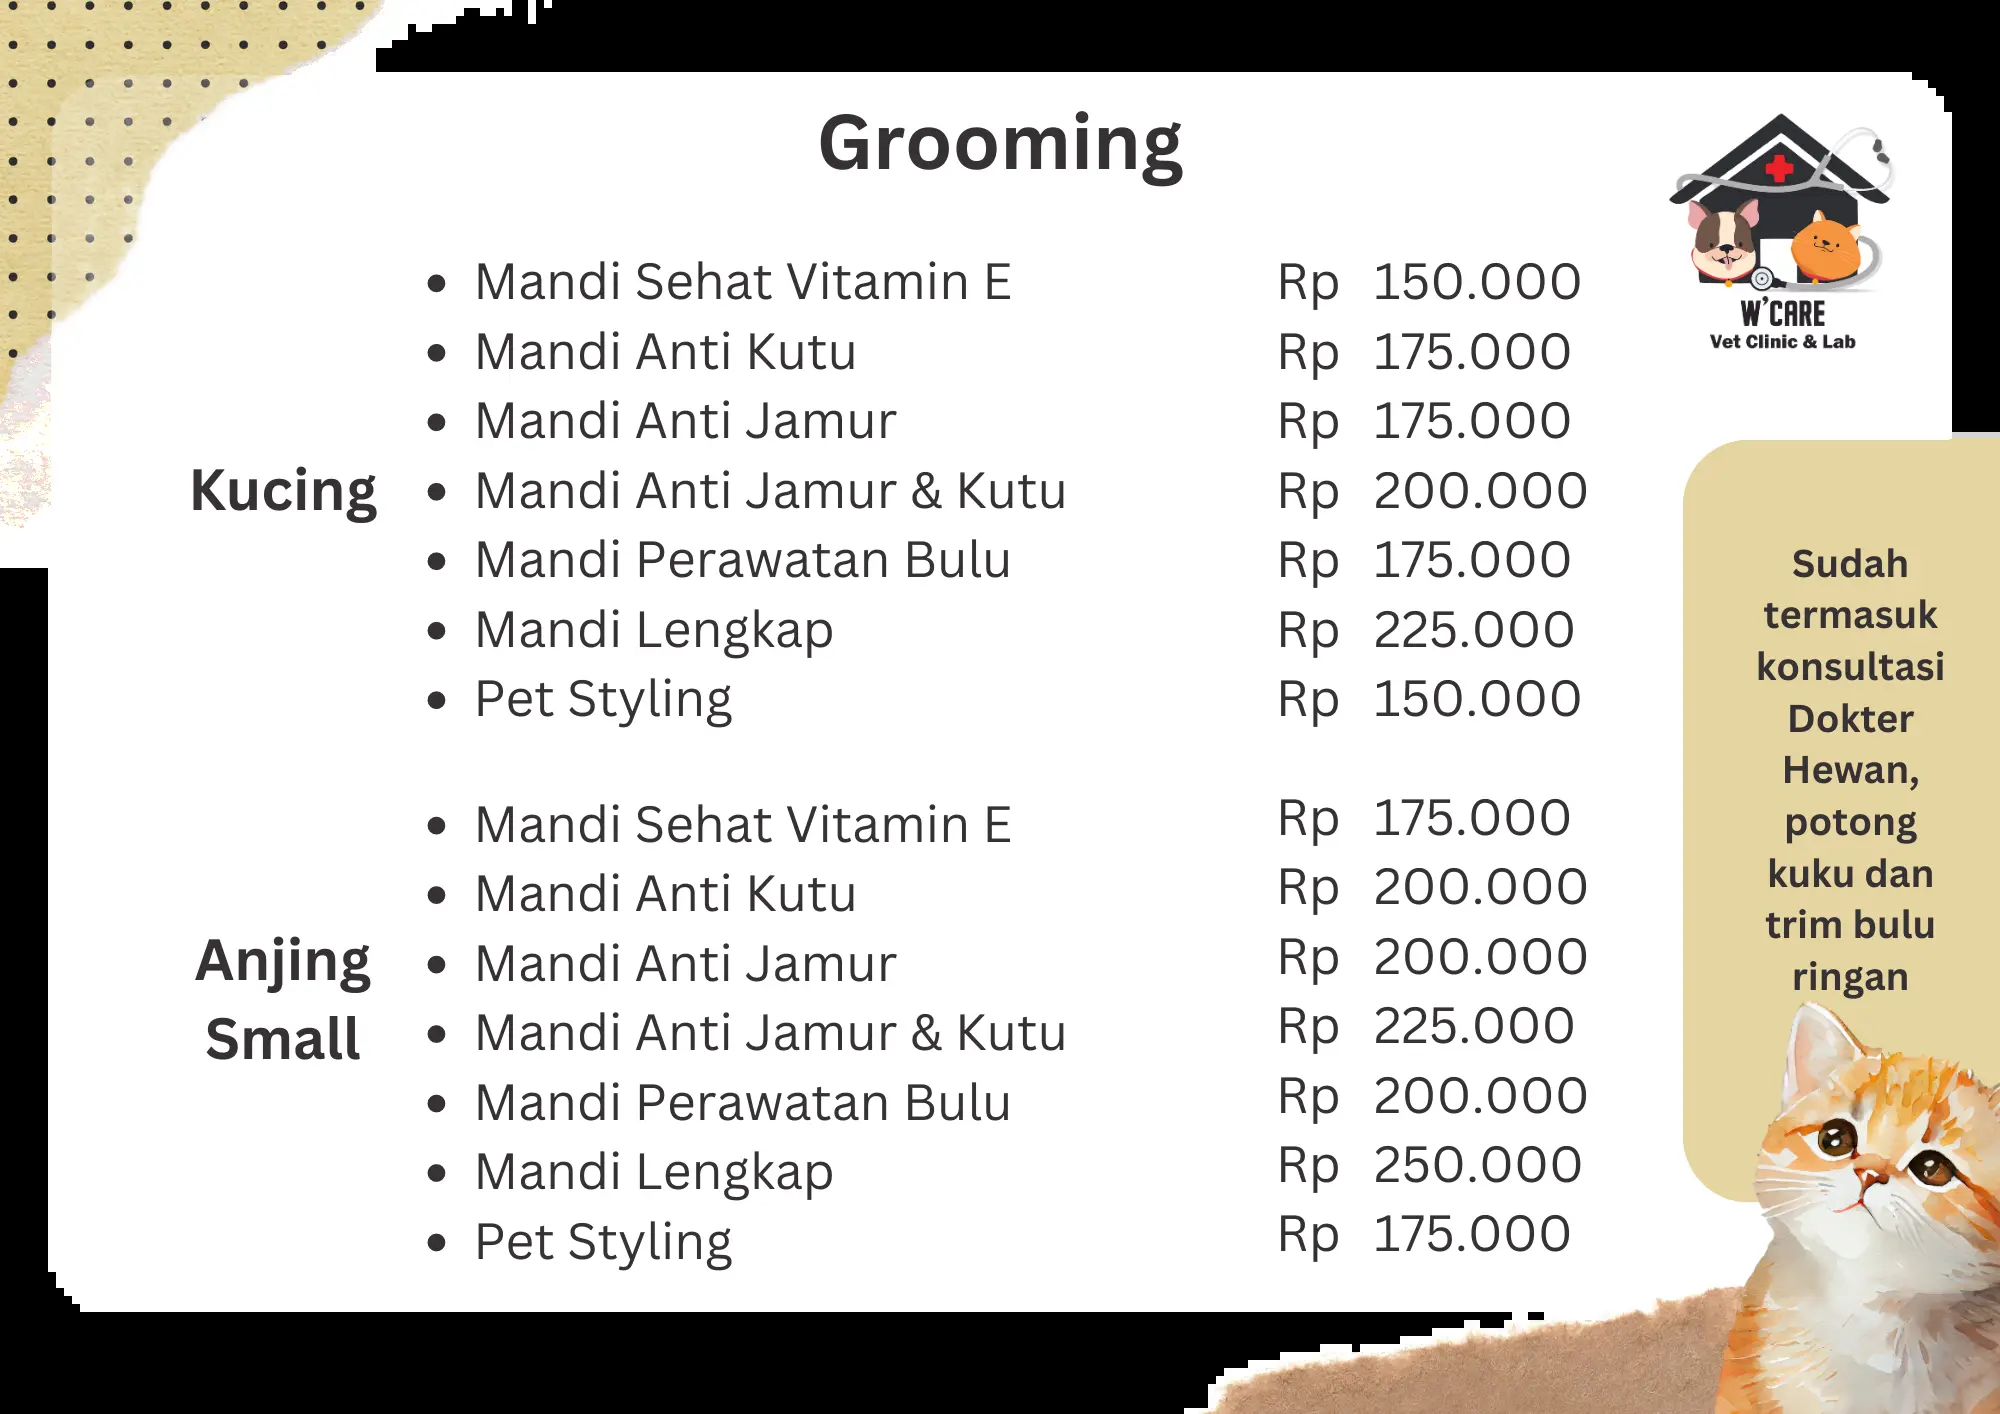 Grooming
W'CARE
Vet Clinic & Lab
Kucing
• Mandi Sehat Vitamin E Rp 150.000
• Mandi Anti Kutu Rp 175.000
• Mandi Anti Jamur Rp 175.000
• Mandi Anti Jamur & Kutu Rp 200.000
• Mandi Perawatan Bulu Rp 175.000
• Mandi Lengkap Rp 225.000
• Pet Styling Rp 150.000
Anjing
Small
• Mandi Sehat Vitamin E Rp 175.000
• Mandi Anti Kutu Rp 200.000
• Mandi Anti Jamur Rp 200.000
• Mandi Anti Jamur & Kutu Rp 225.000
• Mandi Perawatan Bulu Rp 200.000
• Mandi Lengkap Rp 250.000
• Pet Styling Rp 175.000
Sudah
termasuk
konsultasi
Dokter
Hewan,
potong
kuku dan
trim bulu
ringan